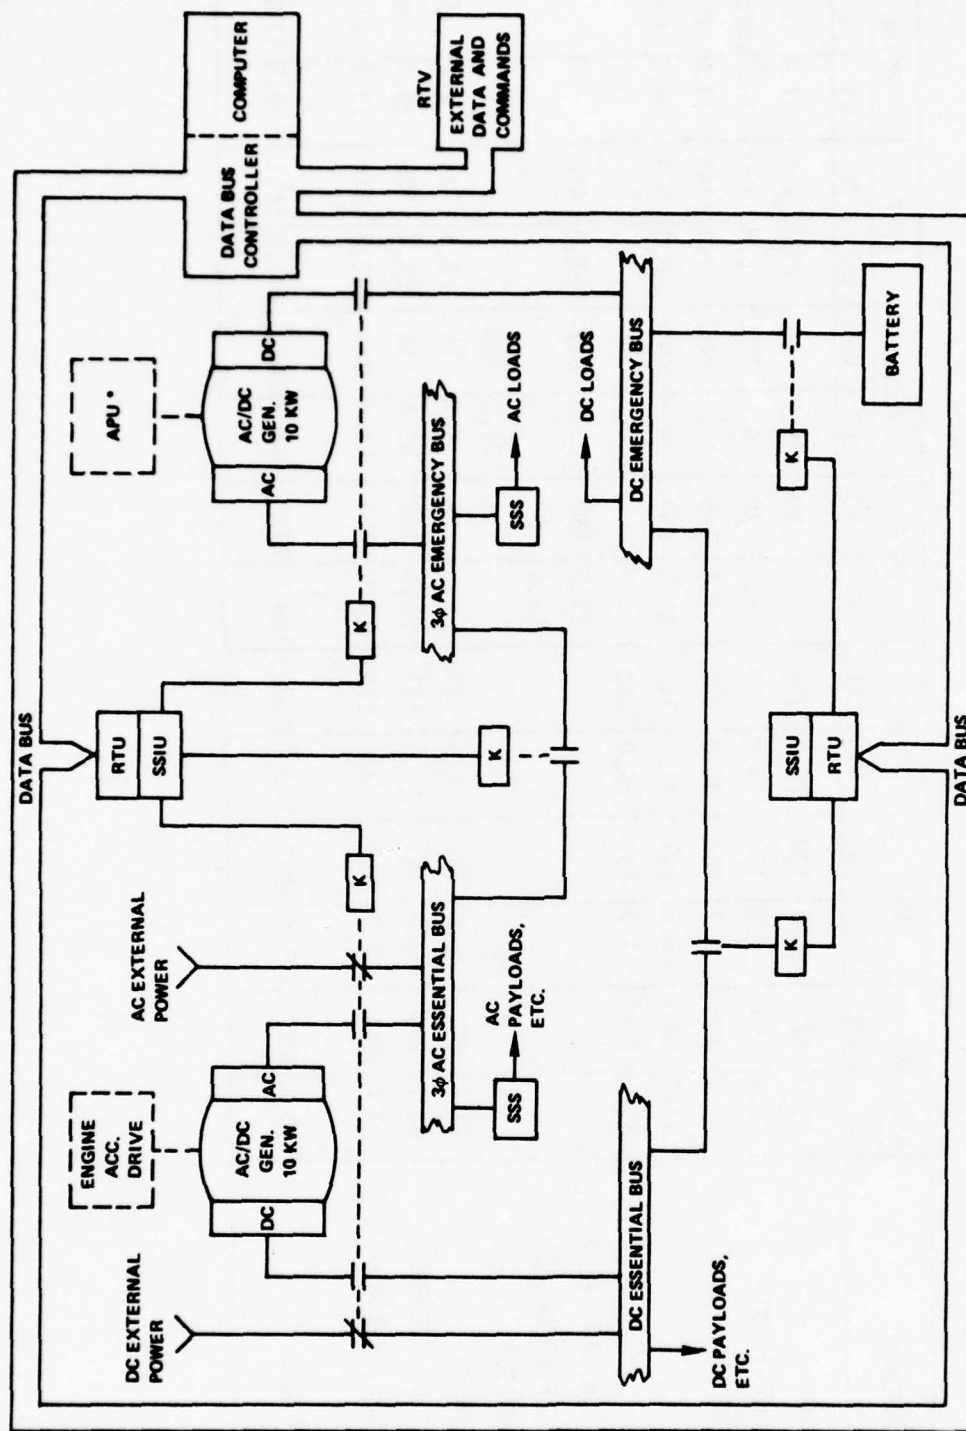 DATA BUS
COMPUTER
DATA BUS
CONTROLLER
RTV
EXTERNAL
DATA AND
COMMANDS
ENGINE
ACC.
DRIVE
APU*
RTU
SSIU
DC EXTERNAL
POWER
AC EXTERNAL
POWER
DC
AC/DC
GEN.
10 KW
AC
AC
AC/DC
GEN.
10 KW
DC
K
K
K
3ϕ AC ESSENTIAL BUS
3ϕ AC EMERGENCY BUS
SSS
AC
PAYLOADS,
ETC.
SSS
AC LOADS
DC LOADS
DC ESSENTIAL BUS
DC EMERGENCY BUS
DC PAYLOADS,
ETC.
K
K
SSIU
RTU
BATTERY
DATA BUS